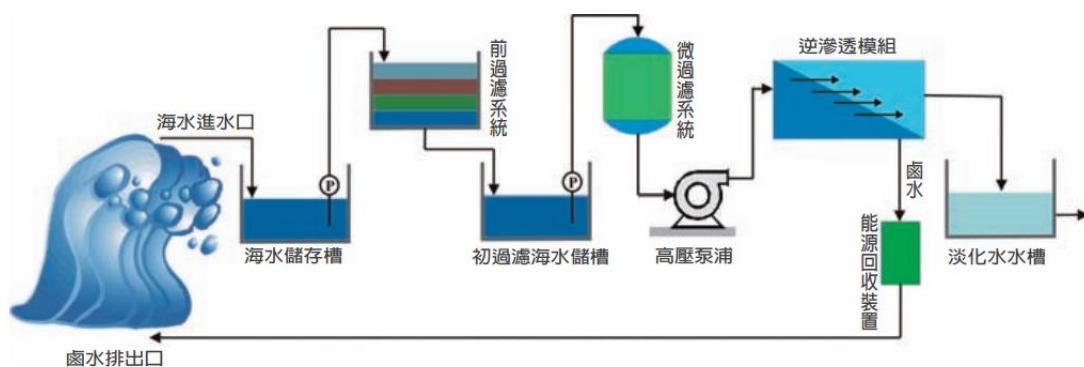 海水進水口
海水儲存槽
P
前過濾系統
初過濾海水儲槽
P
微過濾系統
高壓泵浦
逆滲透模組
鹵水
能源回收裝置
淡化水水槽
鹵水排出口